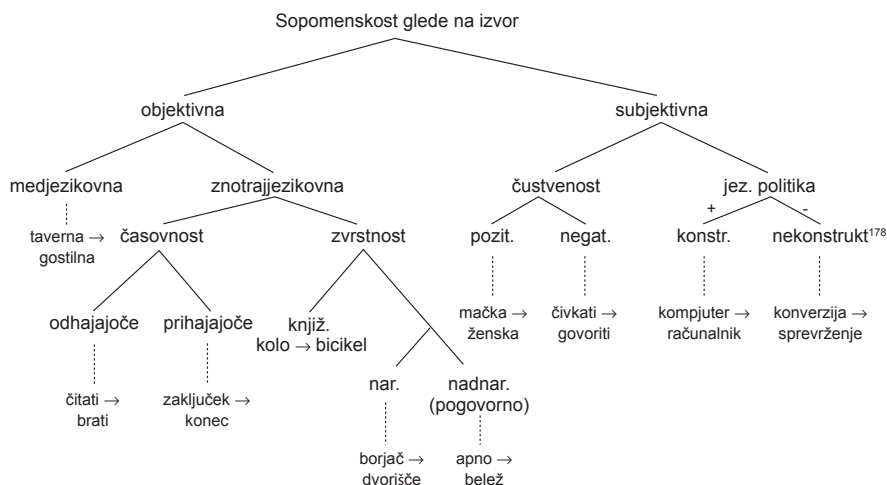 Sopomenskost glede na izvor
objektivna
subjektivna
medjezikovna
znotrajjezikovna
čustvenost
jez. politika
+
-
taverna →
gostilna
časovnost
zvrstnost
pozit.
negat.
konstr.
nekonstrukt¹⁷⁸
mačka →
ženska
čivkati →
govoriti
kompjuter →
računalnik
konverzija →
sprevrženje
odhajajoče
prihajajoče
knjiž.
kolo → bicikel
čitati →
brati
zaključek →
konec
nar.
nadnar.
(pogovorno)
borjač →
dvorišče
apno →
belež